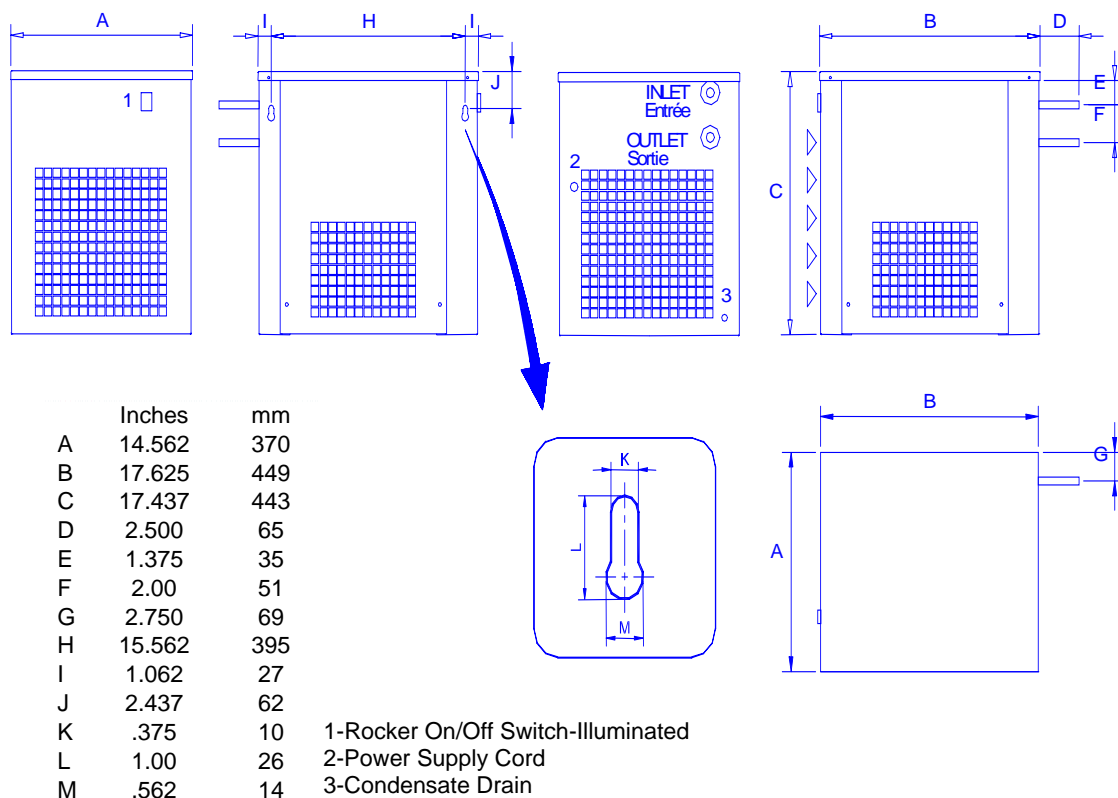 A
I H I
B D
J
E
F
C
1
INLET
Entrée
OUTLET
Sortie
2
3
Inches mm
A 14.562 370
B 17.625 449
C 17.437 443
D 2.500 65
E 1.375 35
F 2.00 51
G 2.750 69
H 15.562 395
I 1.062 27
J 2.437 62
K .375 10
L 1.00 26
M .562 14
1-Rocker On/Off Switch-Illuminated
2-Power Supply Cord
3-Condensate Drain
K
L
M
B
G
A